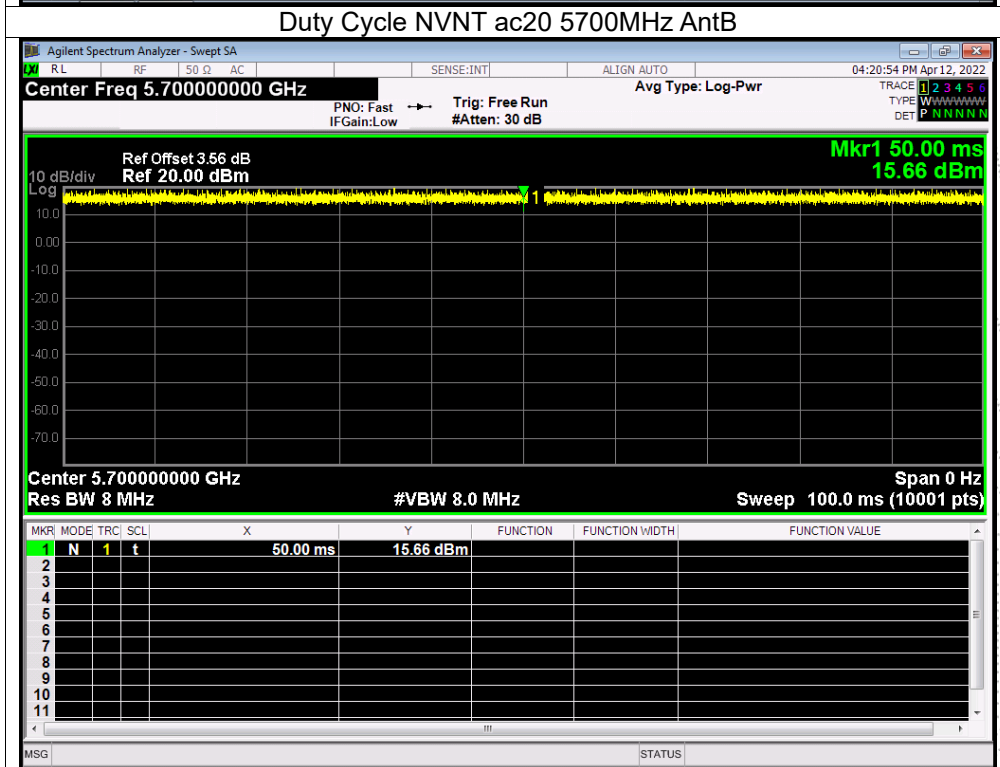 Duty Cycle NVNT ac20 5700MHz AntB
Agilent Spectrum Analyzer - Swept SA
LXI RL RF 50 Ω AC SENSE:INT ALIGN AUTO 04:20:54 PM Apr 12, 2022
Center Freq 5.700000000 GHz Avg Type: Log-Pwr TRACE 1 2 3 4 5 6
PNO: Fast Trig: Free Run TYPE WWWWWW
IFGain:Low #Atten: 30 dB DET P N N N N N
Mkr1 50.00 ms
Ref Offset 3.56 dB
10 dB/div Ref 20.00 dBm 15.66 dBm
Log
1
10.0
0.00
-10.0
-20.0
-30.0
-40.0
-50.0
-60.0
-70.0
Center 5.700000000 GHz Span 0 Hz
Res BW 8 MHz #VBW 8.0 MHz Sweep 100.0 ms (10001 pts)
MKR MODE TRC SCL X Y FUNCTION FUNCTION WIDTH FUNCTION VALUE
1 N 1 t 50.00 ms 15.66 dBm
2
3
4
5
6
7
8
9
10
11
MSG STATUS